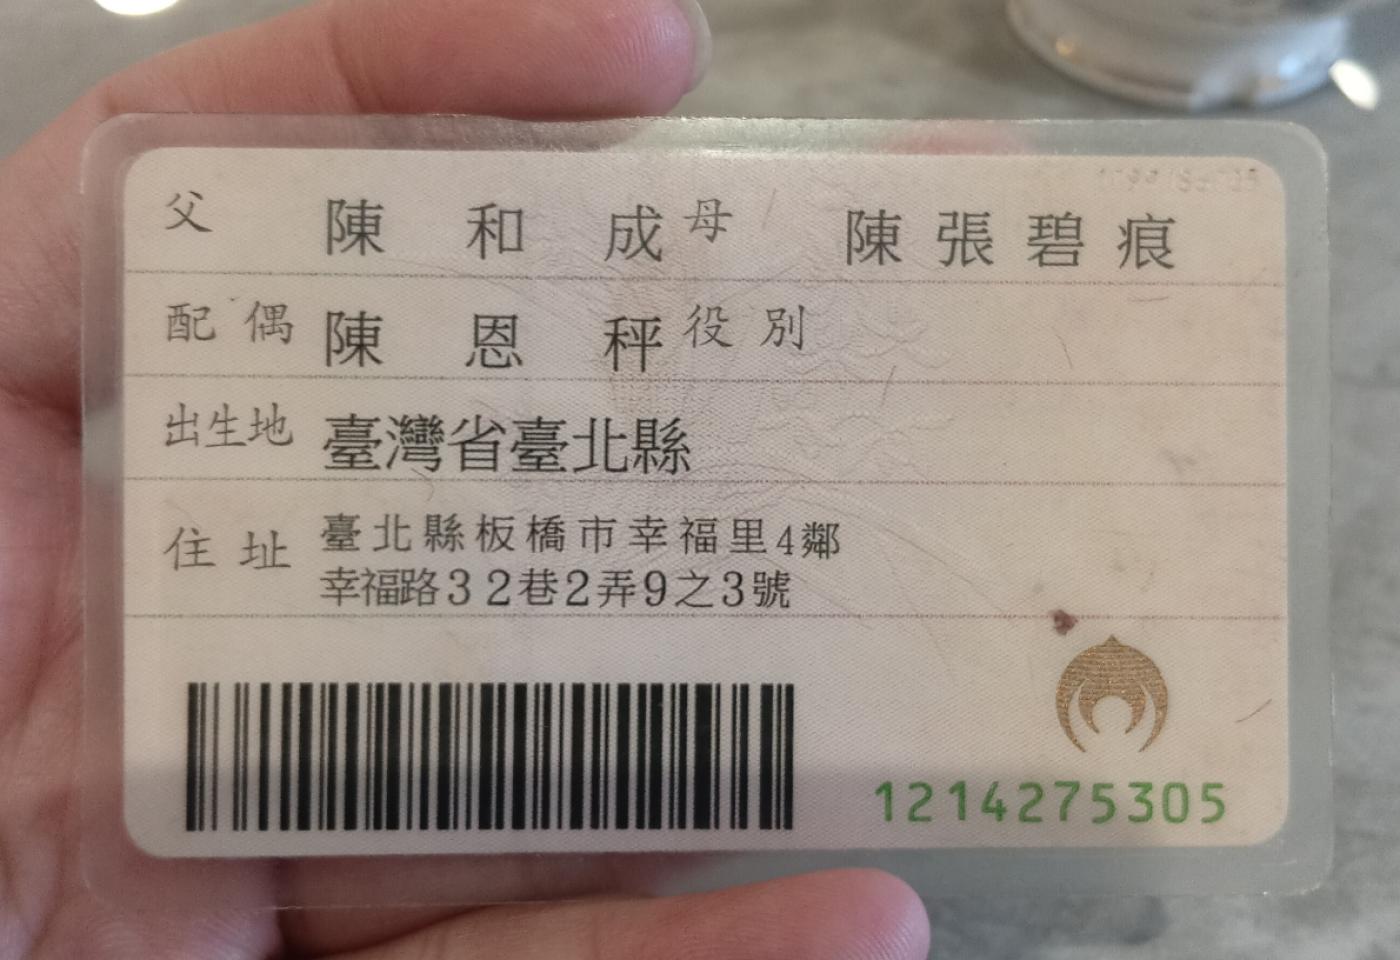 父 陳和成 母 陳張碧痕
配偶 陳恩秤 役別
出生地 臺灣省臺北縣
住址 臺北縣板橋市幸福里4鄰
幸福路32巷2弄9之3號
1214275305